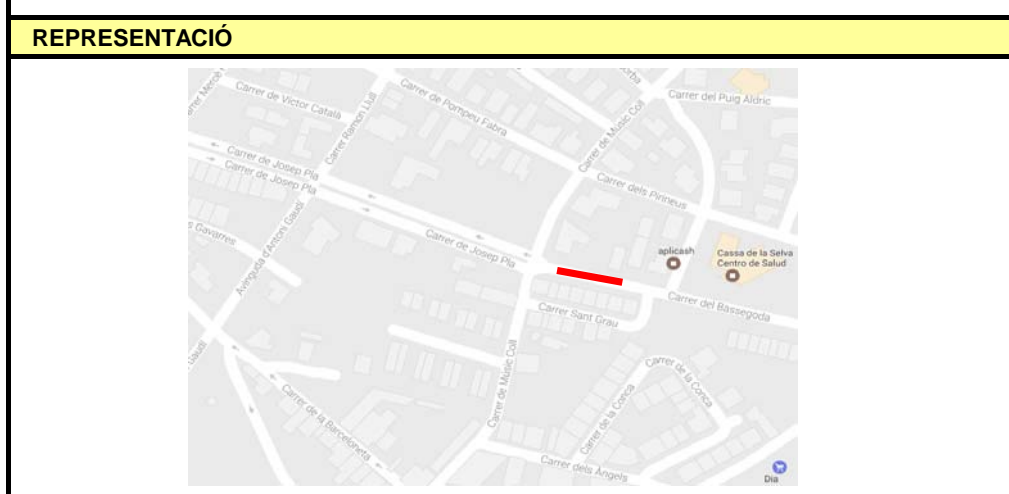 REPRESENTACIÓ
Carrer del Puig Aldric
Carrer de Víctor Català
Carrer de Pompeu Fabra
Carrer Ramon Llull
Carrer de Músic Coll
Carrer de Josep Pla
Carrer de Josep Pla
Carrer dels Pirineus
Gavarres
Avinguda d'Antoni Gaudí
Carrer de Josep Pla
aplicash
Cassa de la Selva
Centro de Salud
Carrer del Bassegoda
Carrer Sant Grau
Carrer de Músic Coll
Carrer de la Conca
Carrer de la Conca
Carrer de la Barceloneta
Carrer dels Àngels
Dia